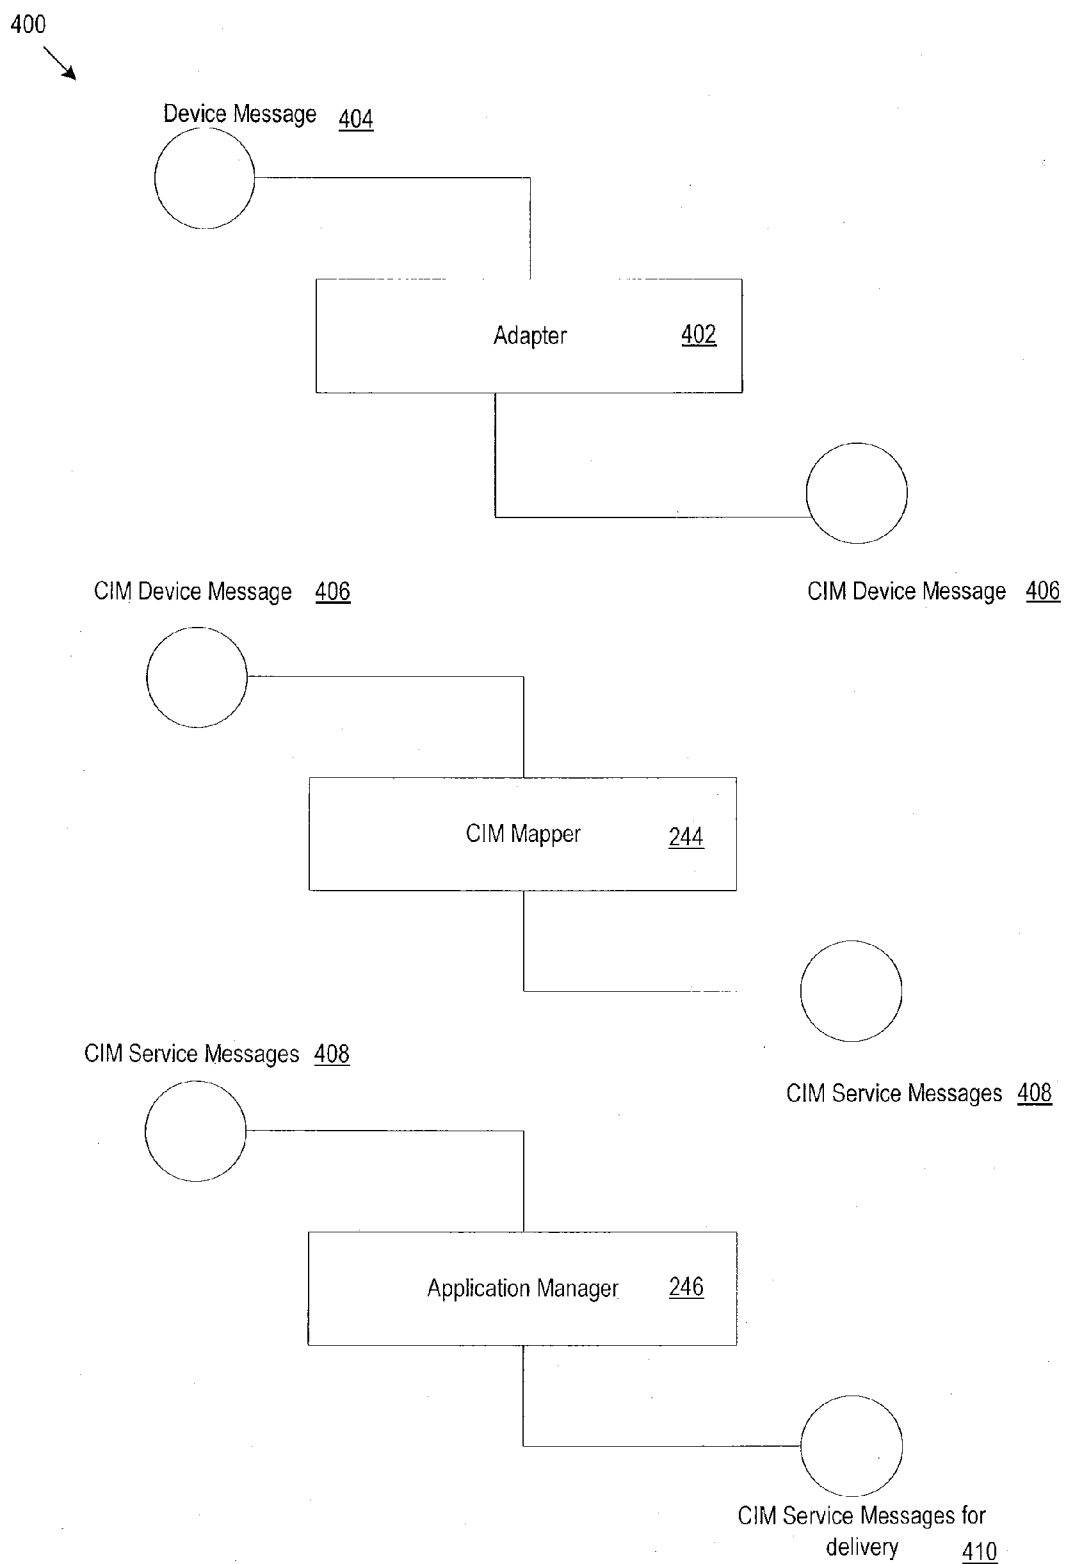 400
Device Message 404
Adapter 402
CIM Device Message 406
CIM Device Message 406
CIM Mapper 244
CIM Service Messages 408
CIM Service Messages 408
Application Manager 246
CIM Service Messages for
delivery 410